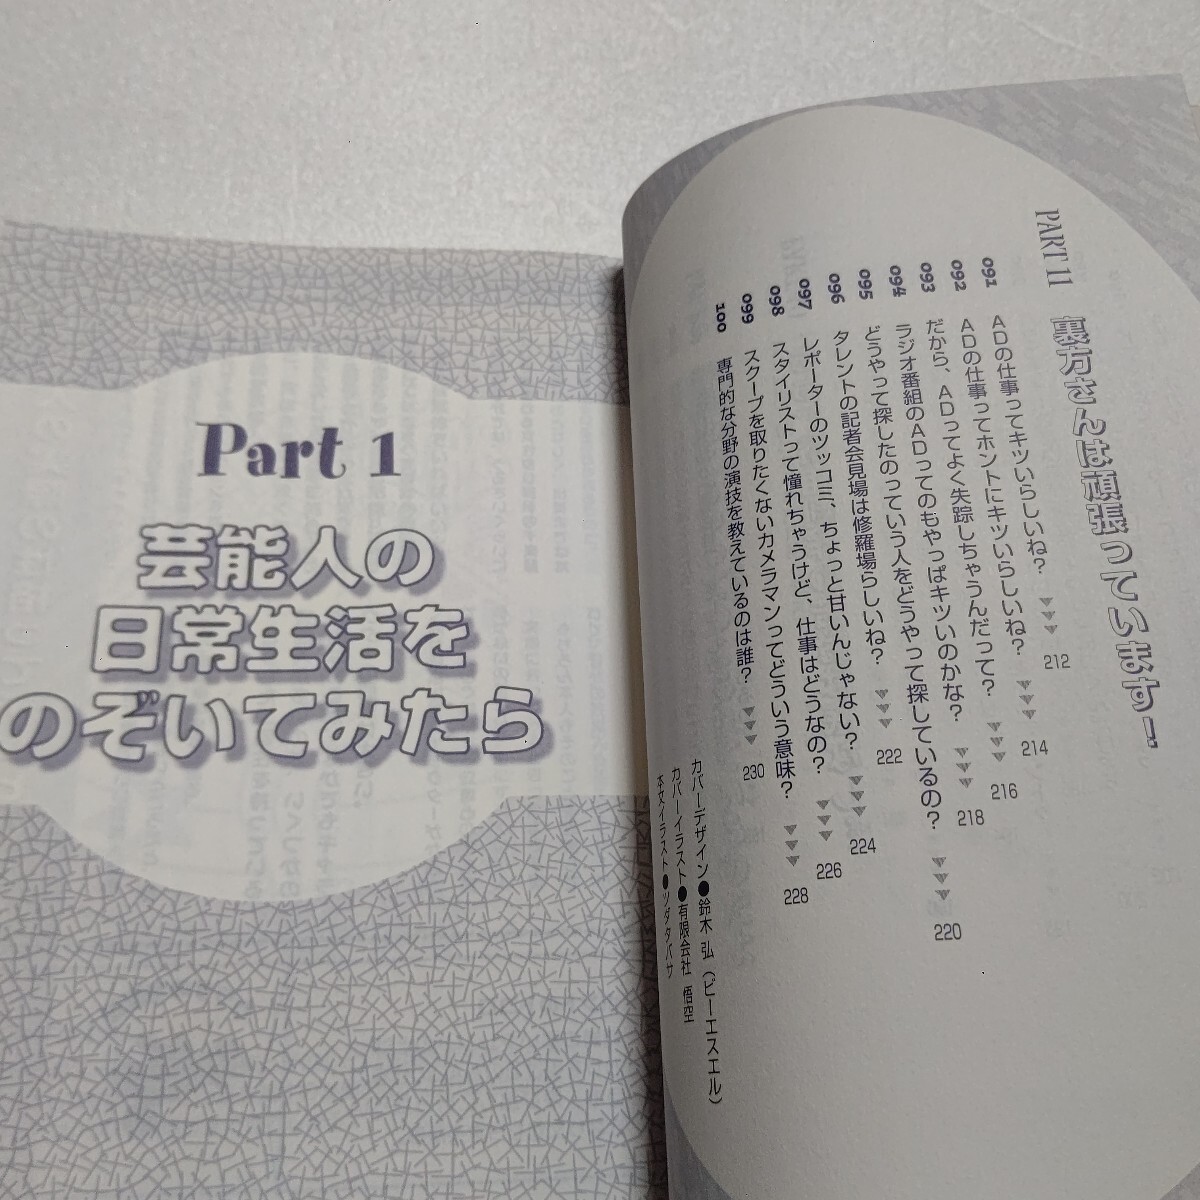 PART 11 裏方さんは頑張っています!
091 ADの仕事ってキツいらしいね? ▼▼▼ 212
092 ADの仕事ってホントにキツいらしいね? ▼▼▼ 214
093 だから、ADってよく失踪しちゃうんだって? ▼▼▼ 216
094 ラジオ番組のADってのもやっぱキツいのかな? ▼▼▼ 218
095 どうやって探したのっていう人をどうやって探しているの? ▼▼▼ 220
096 タレントの記者会見場は修羅場らしいね? ▼▼▼ 222
097 レポーターのツッコミ、ちょっと甘いんじゃない? ▼▼▼ 224
098 スタイリストって憧れちゃうけど、仕事はどうなの? ▼▼▼ 226
099 スクープを取りたくないカメラマンってどういう意味? ▼▼▼ 228
100 専門的な分野の演技を教えているのは誰? ▼▼▼ 230
カバーデザイン●鈴木 弘(ビーエスエル)
カバーイラスト●有限会社 悟空
本文イラスト●ツダタバサ
Part 1
芸能人の
日常生活を
のぞいてみたら